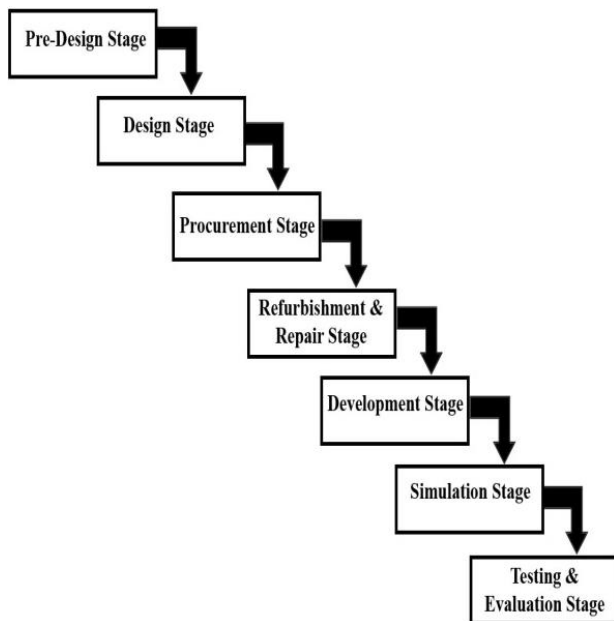 Pre-Design Stage
Design Stage
Procurement Stage
Refurbishment &
Repair Stage
Development Stage
Simulation Stage
Testing &
Evaluation Stage